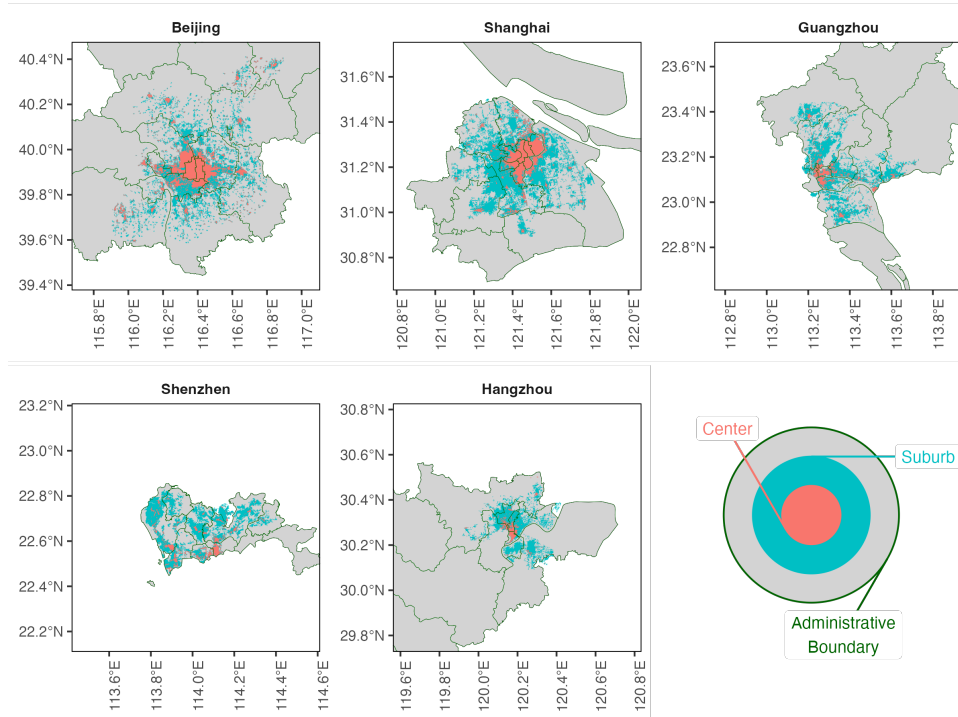 Beijing
Shanghai
Guangzhou
40.4°N
40.2°N
40.0°N
39.8°N
39.6°N
39.4°N
115.8°E
116.0°E
116.2°E
116.4°E
116.6°E
116.8°E
117.0°E
31.6°N
31.4°N
31.2°N
31.0°N
30.8°N
120.8°E
121.0°E
121.2°E
121.4°E
121.6°E
121.8°E
122.0°E
23.6°N
23.4°N
23.2°N
23.0°N
22.8°N
112.8°E
113.0°E
113.2°E
113.4°E
113.6°E
113.8°E
Shenzhen
Hangzhou
23.2°N
23.0°N
22.8°N
22.6°N
22.4°N
22.2°N
113.6°E
113.8°E
114.0°E
114.2°E
114.4°E
114.6°E
30.8°N
30.6°N
30.4°N
30.2°N
30.0°N
29.8°N
119.6°E
119.8°E
120.0°E
120.2°E
120.4°E
120.6°E
120.8°E
Center
Suburb
Administrative
Boundary